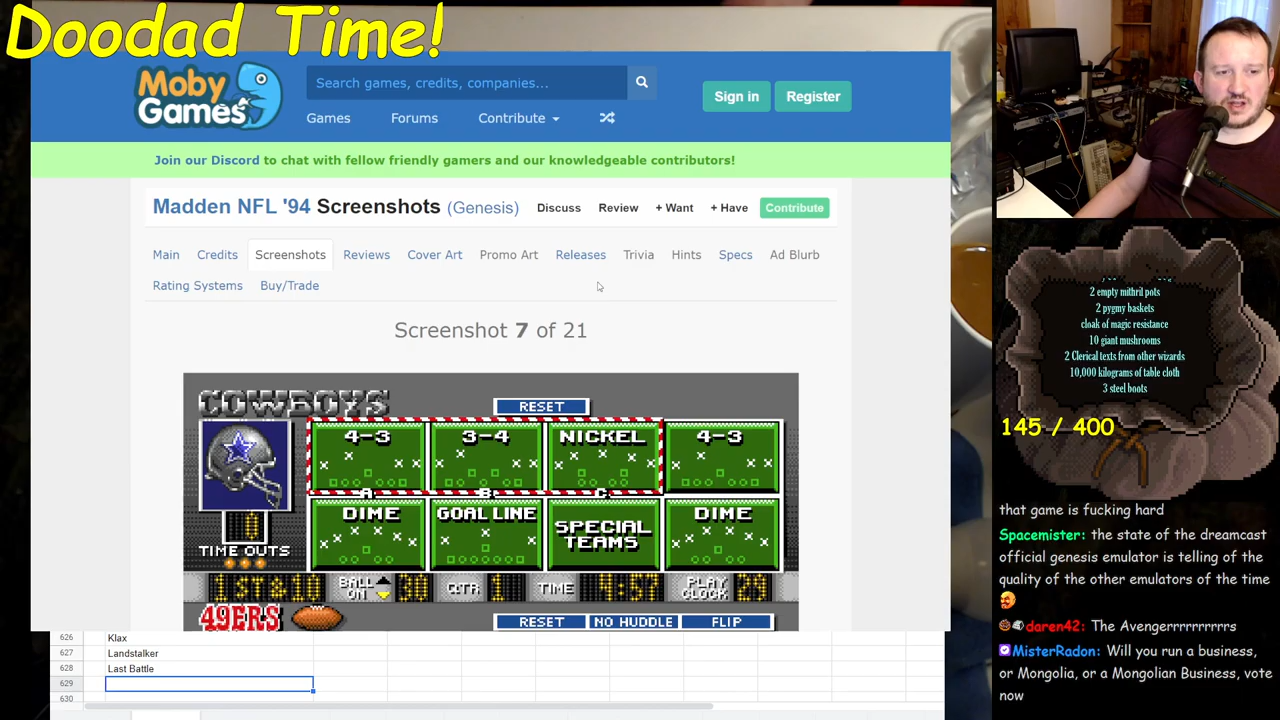 Doodad Time!
Moby Games
Search games, credits, companies...
Sign in
Register
Games
Forums
Contribute
Join our Discord to chat with fellow friendly gamers and our knowledgeable contributors!
Madden NFL '94 Screenshots (Genesis)
Discuss
Review
+ Want
+ Have
Contribute
Main
Credits
Screenshots
Reviews
Cover Art
Promo Art
Releases
Trivia
Hints
Specs
Ad Blurb
Rating Systems
Buy/Trade
Screenshot 7 of 21
COWBOYS
RESET
4-3
3-4
NICKEL
4-3
A
B
C
DIME
GOAL LINE
SPECIAL TEAMS
DIME
0
TIME OUTS
1ST&10
BALL ON
30
QTR
1
TIME
4:57
PLAY CLOCK
29
49ERS
RESET
NO HUDDLE
FLIP
626 Klax
627 Landstalker
628 Last Battle
629
630
2 empty mithril pots
2 pygmy baskets
cloak of magic resistance
10 giant mushrooms
2 Clerical texts from other wizards
10,000 kilograms of table cloth
3 steel boots
145 / 400
that game is fucking hard
Spacemister: the state of the dreamcast
official genesis emulator is telling of the
quality of the other emulators of the time
daren42: The Avengerrrrrrrrs
MisterRadon: Will you run a business,
or Mongolia, or a Mongolian Business, vote
now